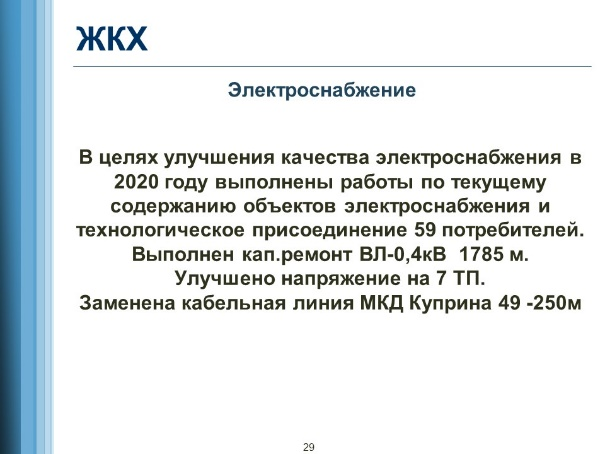 ЖКХ
Электроснабжение
В целях улучшения качества электроснабжения в
2020 году выполнены работы по текущему
содержанию объектов электроснабжения и
технологическое присоединение 59 потребителей.
Выполнен кап.ремонт ВЛ-0,4кВ  1785 м.
Улучшено напряжение на 7 ТП.
Заменена кабельная линия МКД Куприна 49 -250м
29